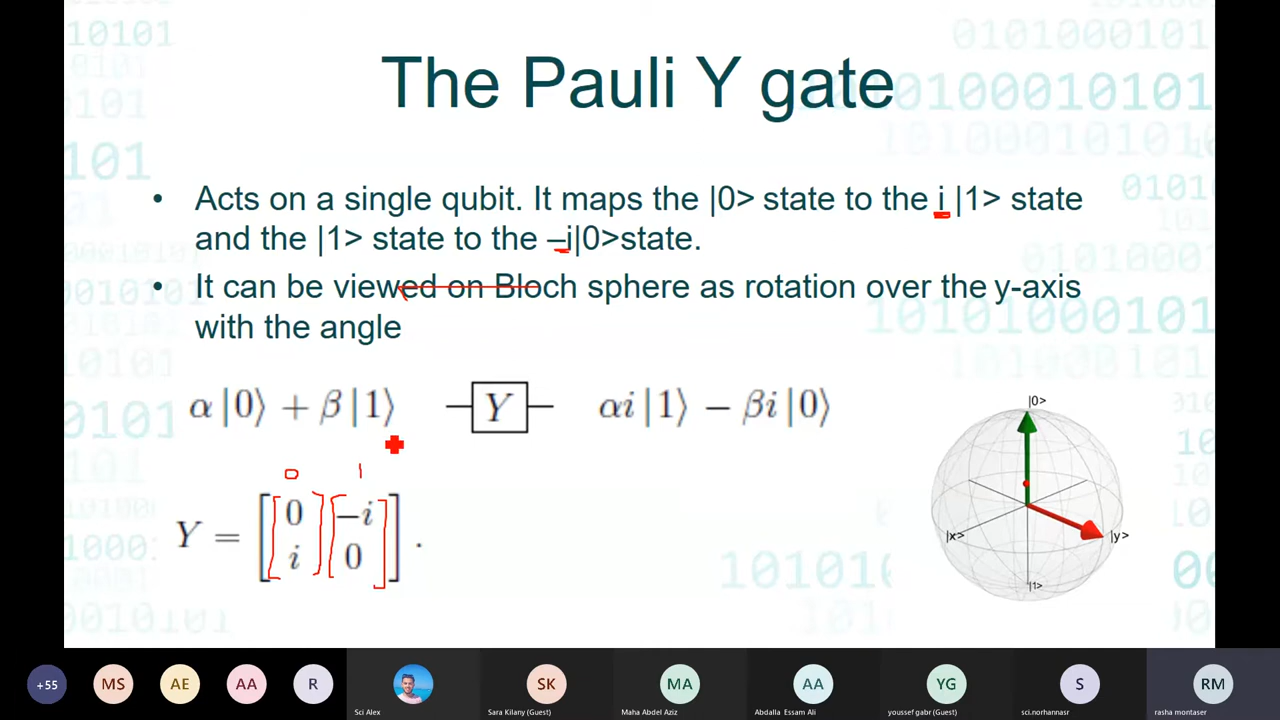 The Pauli Y gate
• Acts on a single qubit. It maps the |0> state to the i |1> state
and the |1> state to the –i|0>state.
• It can be viewed on Bloch sphere as rotation over the y-axis
with the angle
α|0⟩ + β|1⟩ Y αi|1⟩ − βi|0⟩
|0>
0 1
Y = [0 −i
i 0] .
|x> |y>
|1>
+55 MS AE AA R SK MA AA YG S RM
Sci Alex Sara Kilany (Guest) Maha Abdel Aziz Abdalla Essam Ali youssef gabr (Guest) sci.norhannasr rasha montaser